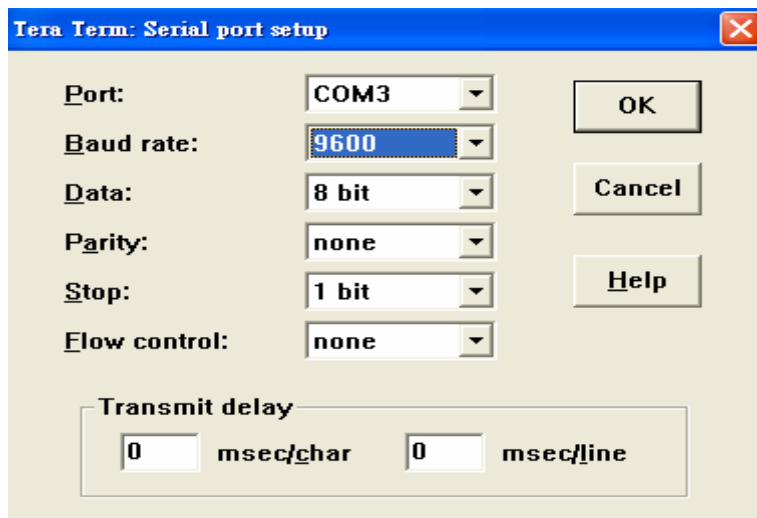 Tera Term: Serial port setup
Port: COM3
OK
Baud rate: 9600
Data: 8 bit
Cancel
Parity: none
Stop: 1 bit
Help
Flow control: none
Transmit delay
0 msec/char 0 msec/line